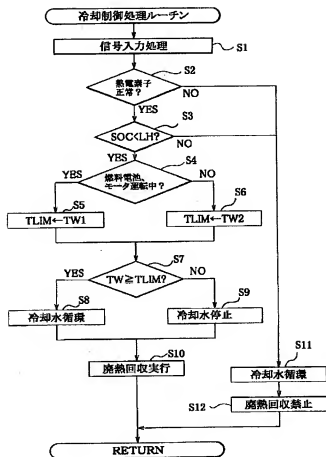 冷却制御処理ルーチン
信号入力処理
S1
S2
熱電素子
正常?
NO
YES
S3
SOC<LH?
NO
YES
S4
燃料電池、
モータ運転中?
YES
NO
S5
S6
TLIM←TW1
TLIM←TW2
S7
TW≧TLIM?
YES
NO
S8
S9
冷却水循環
冷却水停止
S10
廃熱回収実行
S11
冷却水循環
S12
廃熱回収禁止
RETURN